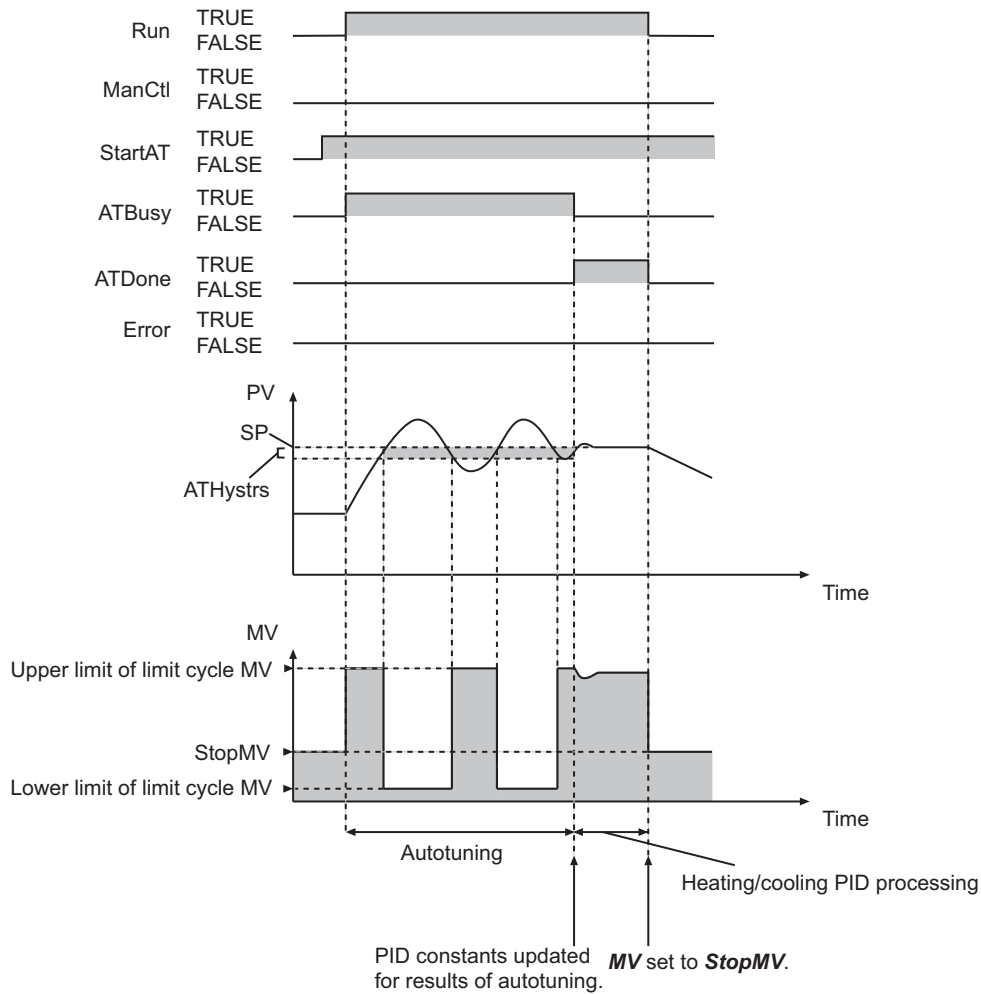 Run TRUE
FALSE
ManCtl TRUE
FALSE
StartAT TRUE
FALSE
ATBusy TRUE
FALSE
ATDone TRUE
FALSE
Error TRUE
FALSE
PV
SP
ATHystrs
Time
MV
Upper limit of limit cycle MV
StopMV
Lower limit of limit cycle MV
Time
Autotuning
Heating/cooling PID processing
PID constants updated
for results of autotuning.
MV set to StopMV.